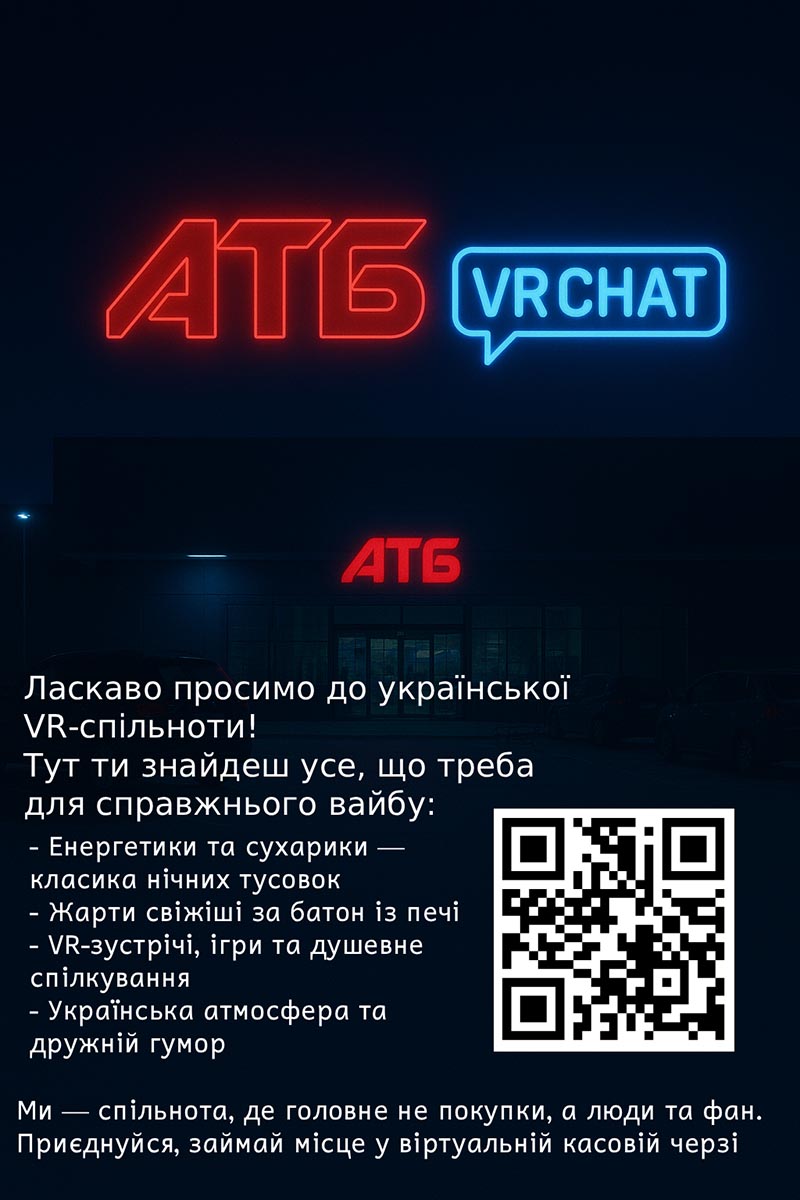 АТБ VRCHAT
АТБ
Ласкаво просимо до української
VR-спільноти!
Тут ти знайдеш усе, що треба
для справжнього вайбу:
- Енергетики та сухарики —
класика нічних тусовок
- Жарти свіжіші за батон із печі
- VR-зустрічі, ігри та душевне
спілкування
- Українська атмосфера та
дружній гумор
Ми — спільнота, де головне не покупки, а люди та фан.
Приєднуйся, займай місце у віртуальній касовій черзі